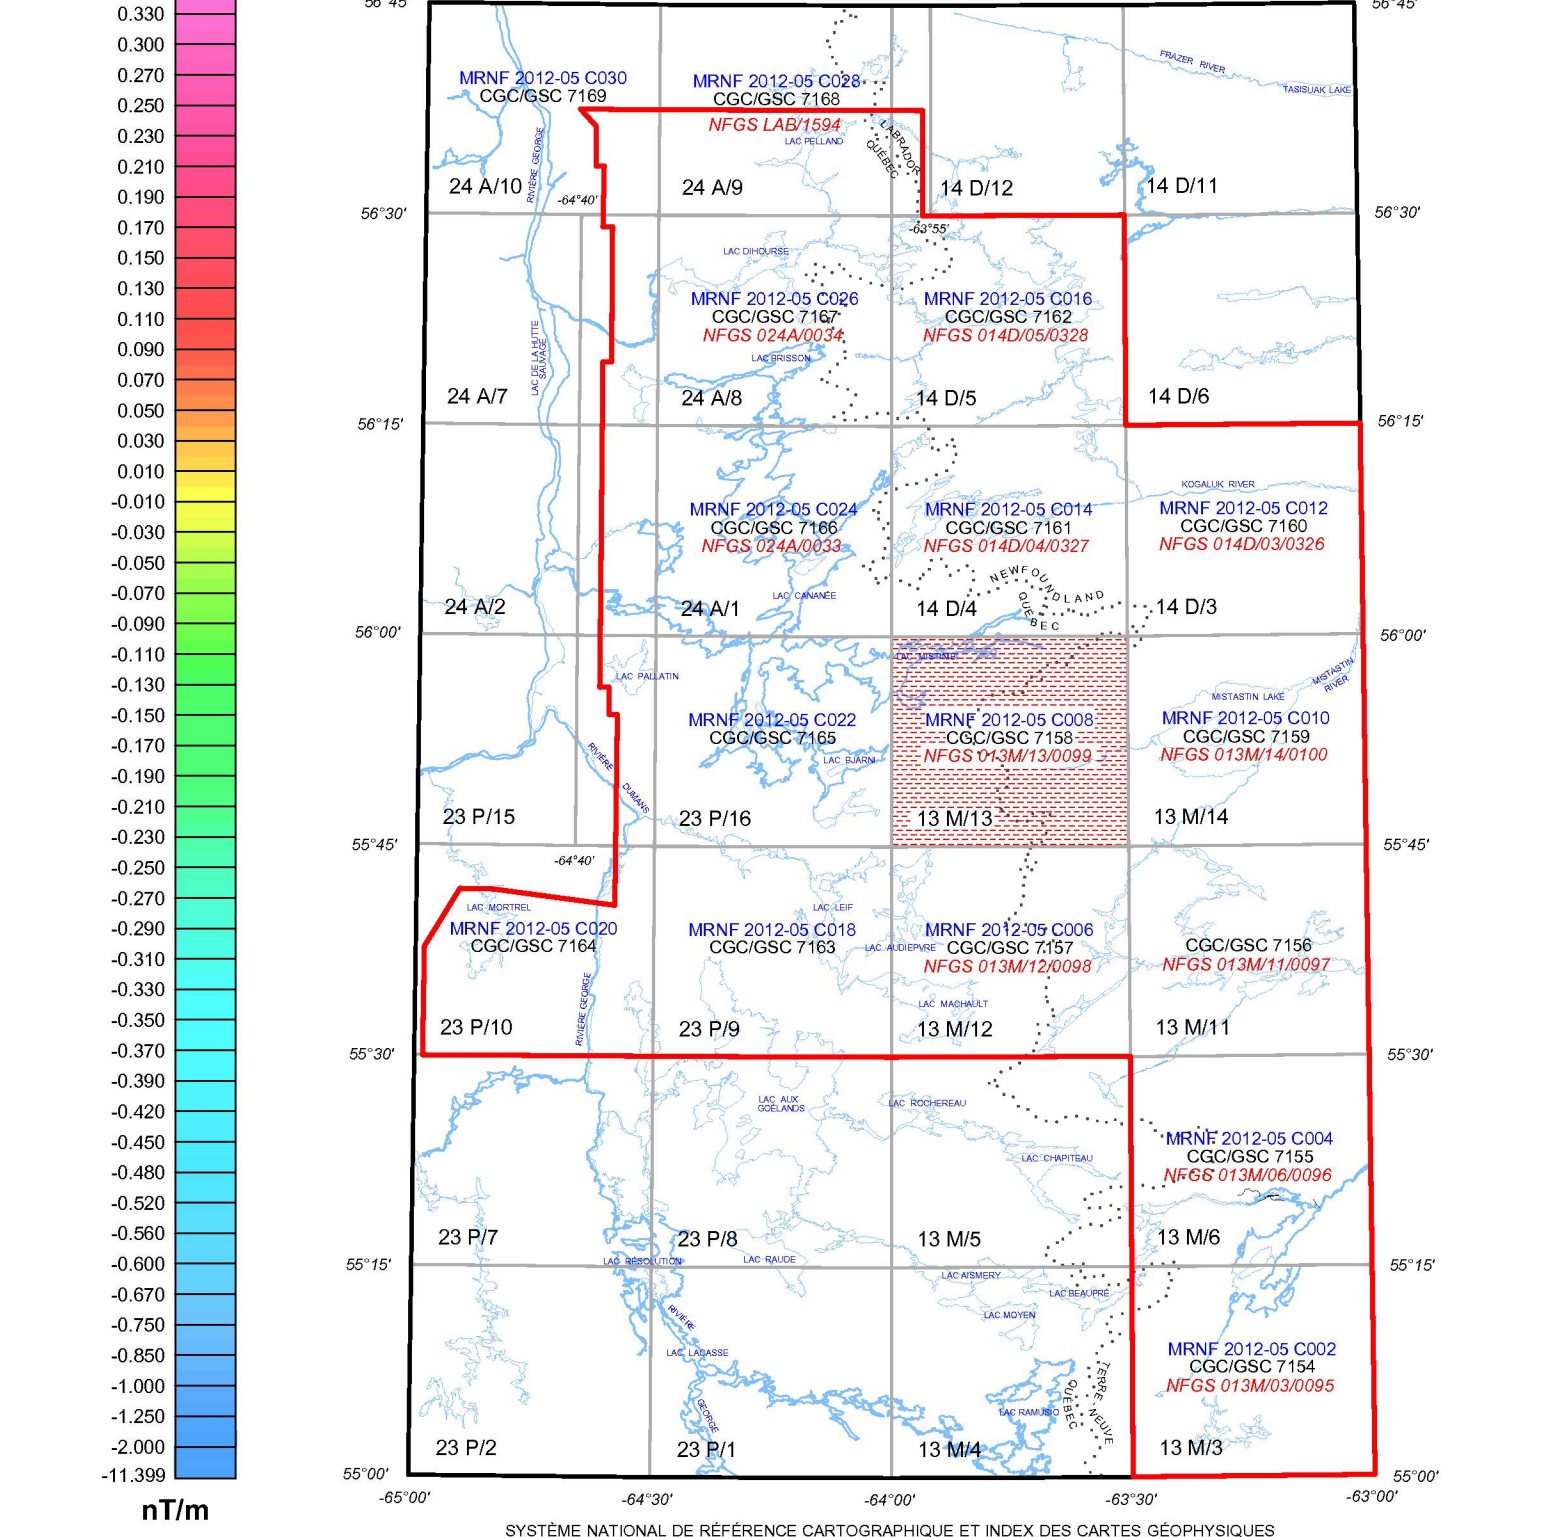 0.330
0.300
0.270
0.250
0.230
0.210
0.190
0.170
0.150
0.130
0.110
0.090
0.070
0.050
0.030
0.010
-0.010
-0.030
-0.050
-0.070
-0.090
-0.110
-0.130
-0.150
-0.170
-0.190
-0.210
-0.230
-0.250
-0.270
-0.290
-0.310
-0.330
-0.350
-0.370
-0.390
-0.420
-0.450
-0.480
-0.520
-0.560
-0.600
-0.670
-0.750
-0.850
-1.000
-1.250
-2.000
-11.399
nT/m
56°45'
56°45'
FRAZER RIVER
TASISUAK LAKE
MRNF 2012-05 C030
CGC/GSC 7169
MRNF 2012-05 C028
CGC/GSC 7168
NFGS LAB/1594
LAC PELLAND
LABRADOR
QUÉBEC
RIVIÈRE GEORGE
24 A/10
24 A/9
14 D/12
14 D/11
-64°40'
56°30'
56°30'
-63°55'
LAC DIHOURSE
MRNF 2012-05 C026
CGC/GSC 7167
NFGS 024A/0034
MRNF 2012-05 C016
CGC/GSC 7162
NFGS 014D/05/0328
LAC BRISSON
LAC DE LA HUTTE
SAUVAGE
24 A/7
24 A/8
14 D/5
14 D/6
56°15'
56°15'
KOGALUK RIVER
MRNF 2012-05 C024
CGC/GSC 7166
NFGS 024A/0033
MRNF 2012-05 C014
CGC/GSC 7161
NFGS 014D/04/0327
MRNF 2012-05 C012
CGC/GSC 7160
NFGS 014D/03/0326
NEWFOUNDLAND
QUÉBEC
LAC CANANÉE
24 A/2
24 A/1
14 D/4
14 D/3
56°00'
56°00'
LAC MISTINIBI
LAC PALLATIN
MISTASTIN
RIVER
MISTASTIN LAKE
MRNF 2012-05 C022
CGC/GSC 7165
MRNF 2012-05 C008
CGC/GSC 7158
NFGS 013M/13/0099
MRNF 2012-05 C010
CGC/GSC 7159
NFGS 013M/14/0100
LAC BJARNI
RIVIÈRE
DUMANS
23 P/15
23 P/16
13 M/13
13 M/14
55°45'
55°45'
-64°40'
LAC MORTREL
LAC LEIF
MRNF 2012-05 C020
CGC/GSC 7164
MRNF 2012-05 C018
CGC/GSC 7163
MRNF 2012-05 C006
CGC/GSC 7157
NFGS 013M/12/0098
CGC/GSC 7156
NFGS 013M/11/0097
LAC AUDIEPVRE
LAC MACHAULT
RIVIÈRE GEORGE
23 P/10
23 P/9
13 M/12
13 M/11
55°30'
55°30'
LAC AUX
GOÉLANDS
LAC ROCHEREAU
LAC CHAPITEAU
MRNF 2012-05 C004
CGC/GSC 7155
NFGS 013M/06/0096
23 P/7
23 P/8
13 M/5
13 M/6
55°15'
55°15'
LAC RÉSOLUTION
LAC RAUDE
LAC AISMERY
LAC BEAUPRÉ
LAC MOYEN
RIVIÈRE
LAC LACASSE
GEORGE
MRNF 2012-05 C002
CGC/GSC 7154
NFGS 013M/03/0095
LAC RAMUSIO
QUÉBEC
TERRE-NEUVE
23 P/2
23 P/1
13 M/4
13 M/3
55°00'
55°00'
-65°00'
-64°30'
-64°00'
-63°30'
-63°00'
SYSTÈME NATIONAL DE RÉFÉRENCE CARTOGRAPHIQUE ET INDEX DES CARTES GÉOPHYSIQUES